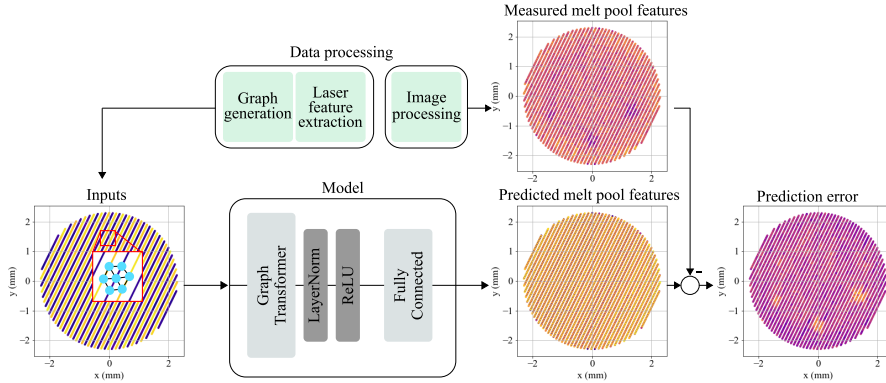 Measured melt pool features
Data processing
Graph
generation
Laser
feature
extraction
Image
processing
y (mm)
2
1
0
−1
−2
−2
0
2
x (mm)
Inputs
y (mm)
2
1
0
−1
−2
−2
0
2
x (mm)
Model
Graph
Transformer
LayerNorm
ReLU
Fully
Connected
Predicted melt pool features
y (mm)
2
1
0
−1
−2
−2
0
2
x (mm)
-
Prediction error
y (mm)
2
1
0
−1
−2
−2
0
2
x (mm)